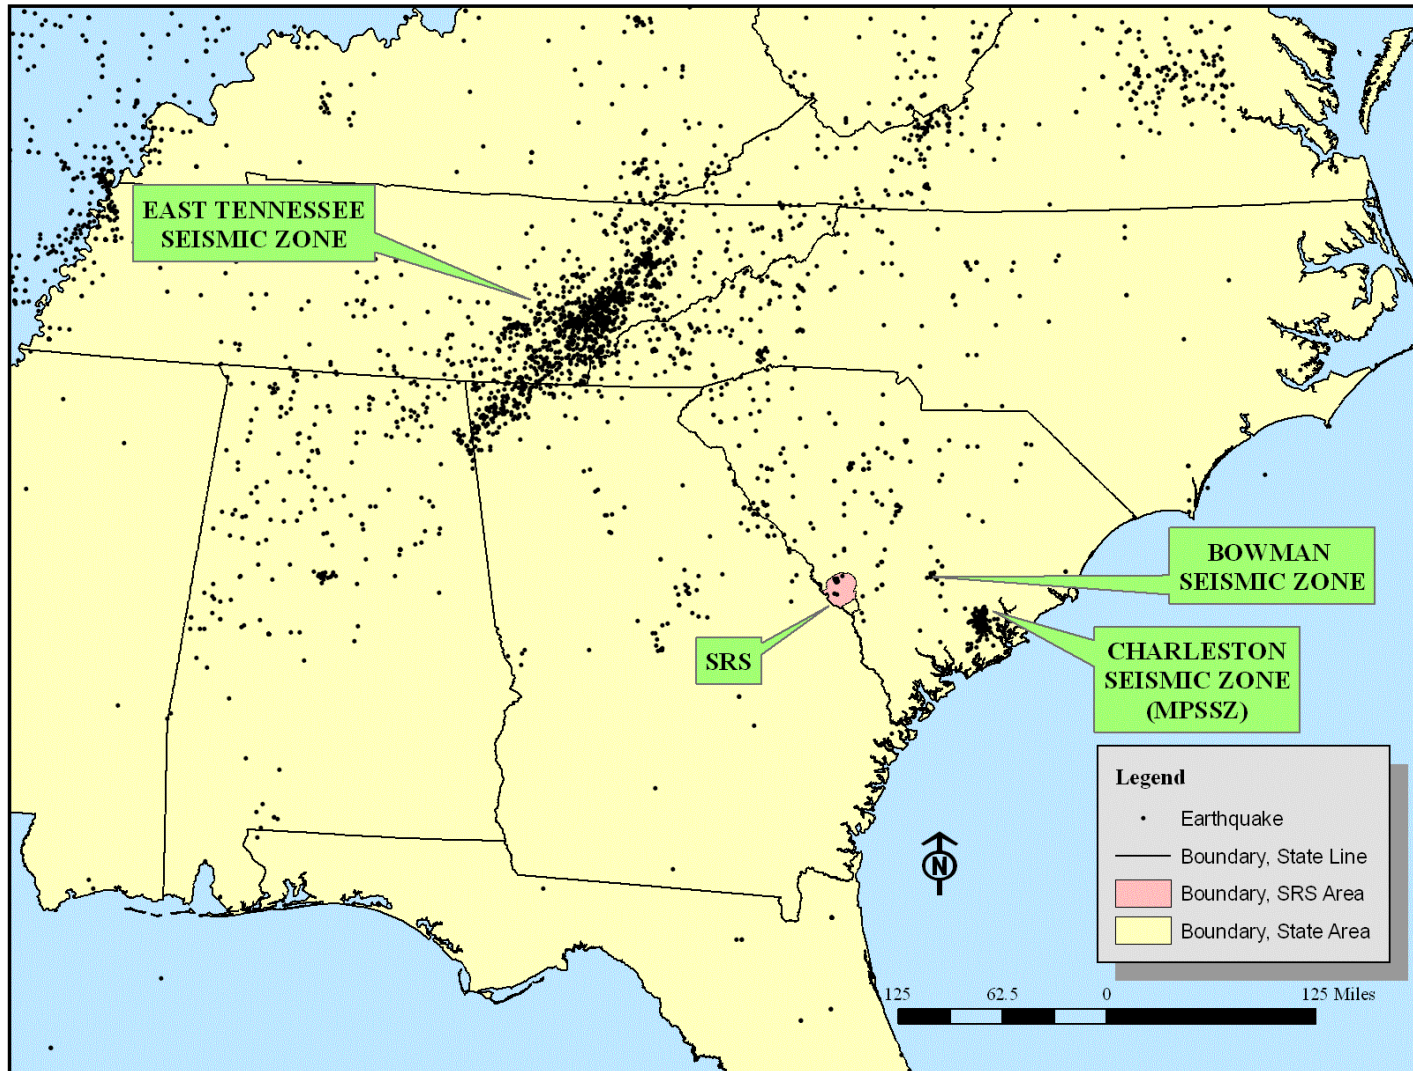 EAST TENNESSEE
SEISMIC ZONE
BOWMAN
SEISMIC ZONE
SRS
CHARLESTON
SEISMIC ZONE
(MPSSZ)
Legend
Earthquake
Boundary, State Line
Boundary, SRS Area
Boundary, State Area
N
125 62.5 0 125 Miles